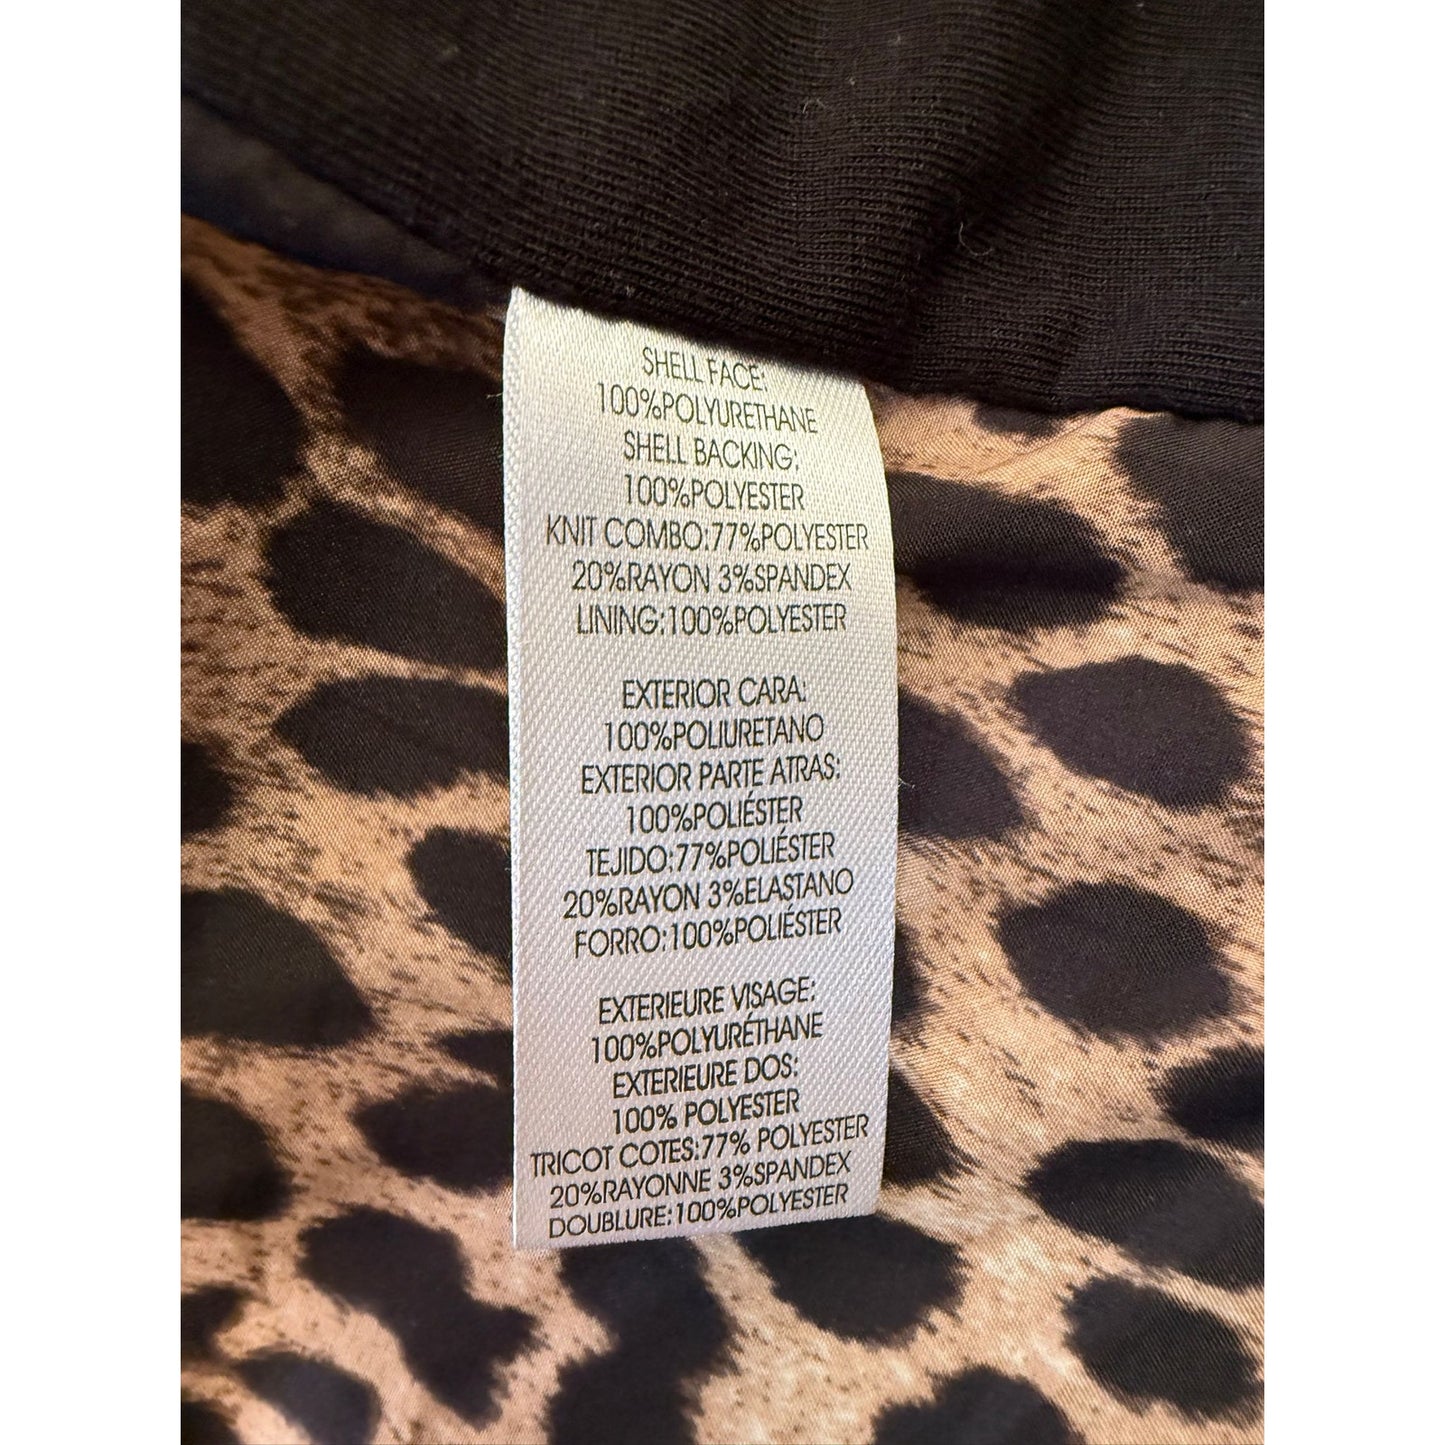 SHELL FACE:
100%POLYURETHANE
SHELL BACKING:
100%POLYESTER
KNIT COMBO:77%POLYESTER
20%RAYON 3%SPANDEX
LINING:100%POLYESTER
EXTERIOR CARA:
100%POLIURETANO
EXTERIOR PARTE ATRAS:
100%POLIÉSTER
TEJIDO:77%POLIÉSTER
20%RAYON 3%ELASTANO
FORRO:100%POLIÉSTER
EXTERIEURE VISAGE:
100%POLYURÉTHANE
EXTERIEURE DOS:
100% POLYESTER
TRICOT COTES:77% POLYESTER
20%RAYONNE 3%SPANDEX
DOUBLURE:100%POLYESTER